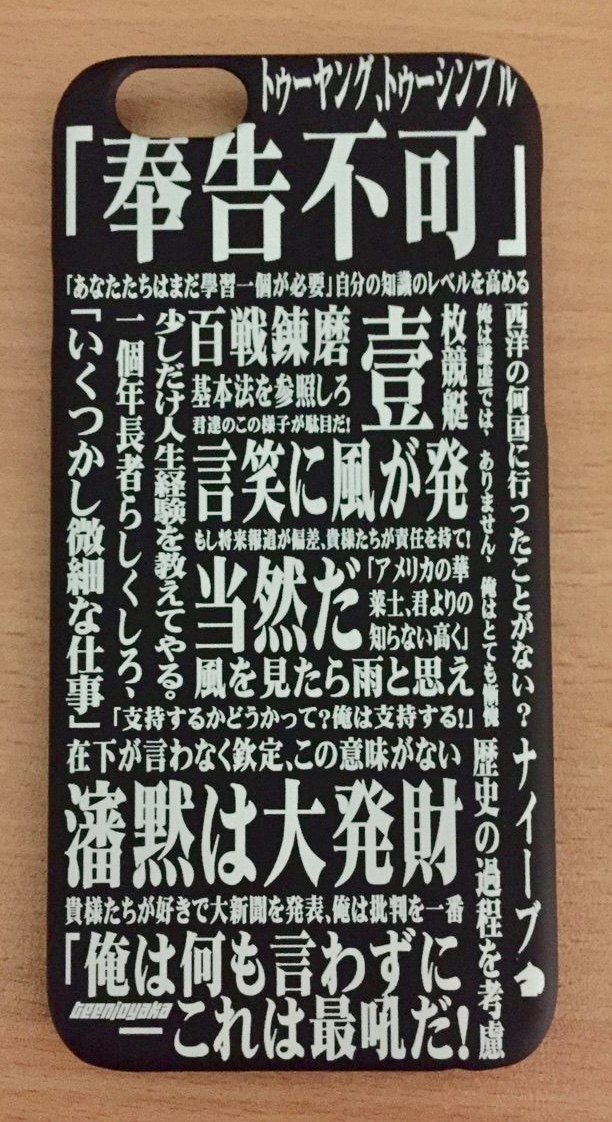 トゥーヤング、トゥーシンプル
「奉告不可」
「あなたたちはまだ學習一個が必要」自分の知識のレベルを高める
西洋の何国に行ったことがない？ナイーブ
俺は謙虚では、ありません 俺はとても慚愧
歴史の過程を考慮
枚競艇
壹
百戦錬磨
基本法を参照しろ
君達のこの様子が駄目だ!
言笑に風が発
もし将来報道が偏差、貴様たちが責任を持て!
当然だ
「アメリカの華
莱士、君よりの
知らない高く」
風を見たら雨と思え
少しだけ人生経験を教えてやる。
一個年長者らしくしろ、
「いくつかし微細な仕事」
「支持するかどうかって?俺は支持する!」
在下が言わなく欽定、この意味がない
瀋黙は大発財
貴様たちが好きで大新聞を発表、俺は批判を一番
「俺は何も言わずに
―これは最吼だ!
teenjoyaka